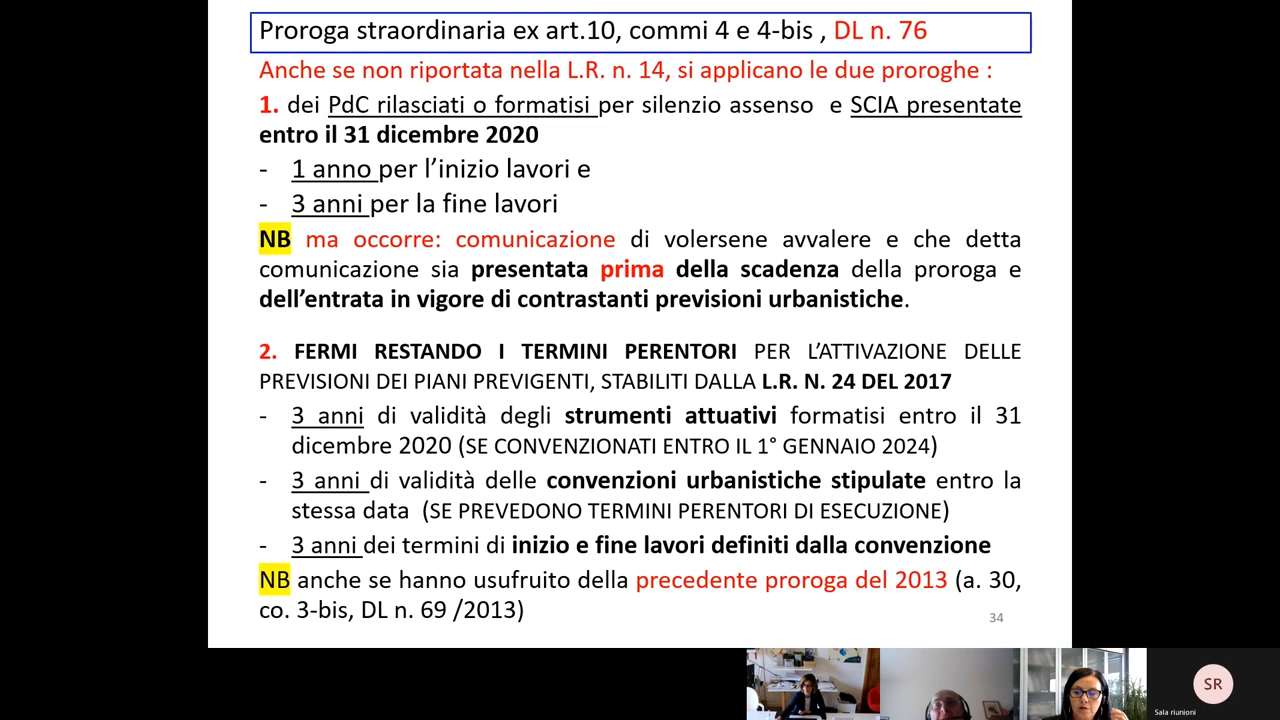 Proroga straordinaria ex art.10, commi 4 e 4-bis , DL n. 76
Anche se non riportata nella L.R. n. 14, si applicano le due proroghe :
1. dei PdC rilasciati o formatisi per silenzio assenso e SCIA presentate
entro il 31 dicembre 2020
- 1 anno per l’inizio lavori e
- 3 anni per la fine lavori
NB ma occorre: comunicazione di volersene avvalere e che detta
comunicazione sia presentata prima della scadenza della proroga e
dell’entrata in vigore di contrastanti previsioni urbanistiche.
2. FERMI RESTANDO I TERMINI PERENTORI PER L’ATTIVAZIONE DELLE
PREVISIONI DEI PIANI PREVIGENTI, STABILITI DALLA L.R. N. 24 DEL 2017
- 3 anni di validità degli strumenti attuativi formatisi entro il 31
dicembre 2020 (SE CONVENZIONATI ENTRO IL 1° GENNAIO 2024)
- 3 anni di validità delle convenzioni urbanistiche stipulate entro la
stessa data (SE PREVEDONO TERMINI PERENTORI DI ESECUZIONE)
- 3 anni dei termini di inizio e fine lavori definiti dalla convenzione
NB anche se hanno usufruito della precedente proroga del 2013 (a. 30,
co. 3-bis, DL n. 69 /2013)
34
SR
Sala riunioni